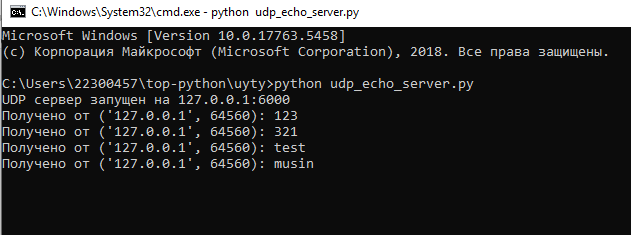 C:\Windows\System32\cmd.exe - python udp_echo_server.py
Microsoft Windows [Version 10.0.17763.5458]
(c) Корпорация Майкрософт (Microsoft Corporation), 2018. Все права защищены.
C:\Users\22300457\top-python\uyty>python udp_echo_server.py
UDP сервер запущен на 127.0.0.1:6000
Получено от ('127.0.0.1', 64560): 123
Получено от ('127.0.0.1', 64560): 321
Получено от ('127.0.0.1', 64560): test
Получено от ('127.0.0.1', 64560): musin